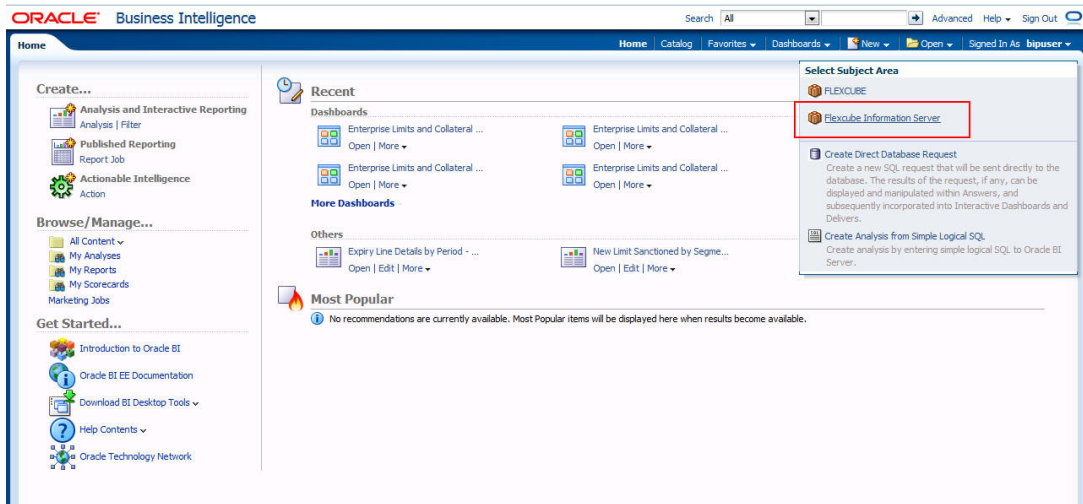 ORACLE Business Intelligence
Search All Advanced Help Sign Out
Home
Home Catalog Favorites Dashboards New Open Signed In As bipuser
Create...
Analysis and Interactive Reporting
Analysis | Filter
Published Reporting
Report Job
Actionable Intelligence
Action
Browse/Manage...
All Content
My Analyses
My Reports
My Scorecards
Marketing Jobs
Get Started...
Introduction to Oracle BI
Oracle BI EE Documentation
Download BI Desktop Tools
Help Contents
Oracle Technology Network
Recent
Dashboards
Enterprise Limits and Collateral ...
Open | More
Enterprise Limits and Collateral ...
Open | More
Enterprise Limits and Collateral ...
Open | More
Enterprise Limits and Collateral ...
Open | More
More Dashboards
Others
Expiry Line Details by Period - ...
Open | Edit | More
New Limit Sanctioned by Segme...
Open | Edit | More
Most Popular
No recommendations are currently available. Most Popular items will be displayed here when results become available.
Select Subject Area
FLEXCUBE
Flexcube Information Server
Create Direct Database Request
Create a new SQL request that will be sent directly to the
database. The results of the request, if any, can be
displayed and manipulated within Answers, and
subsequently incorporated into Interactive Dashboards and
Delivers.
Create Analysis from Simple Logical SQL
Create analysis by entering simple logical SQL to Oracle BI
Server.